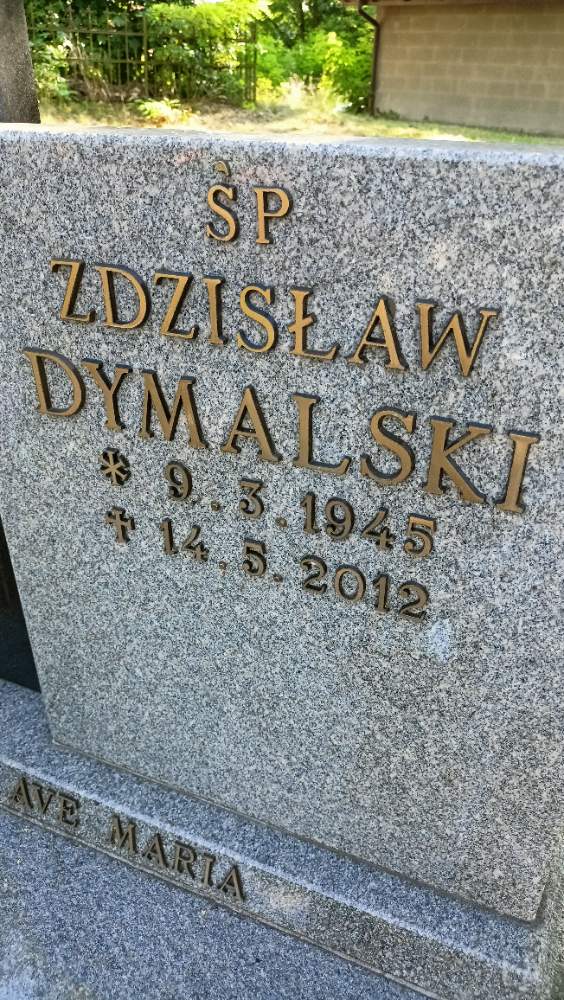 ŚP
ZDZISŁAW
DYMALSKI
* 9.3.1945
✝ 14.5.2012
AVE MARIA